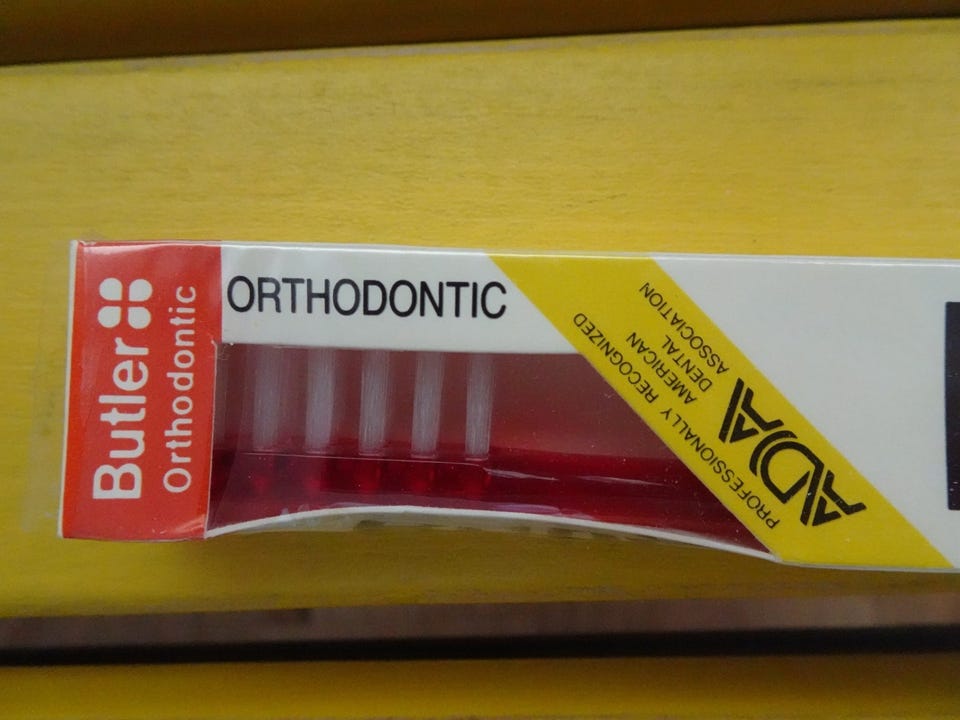 Butler
Orthodontic
ORTHODONTIC
PROFESSIONALLY RECOGNIZED
ADA
AMERICAN
DENTAL
ASSOCIATION